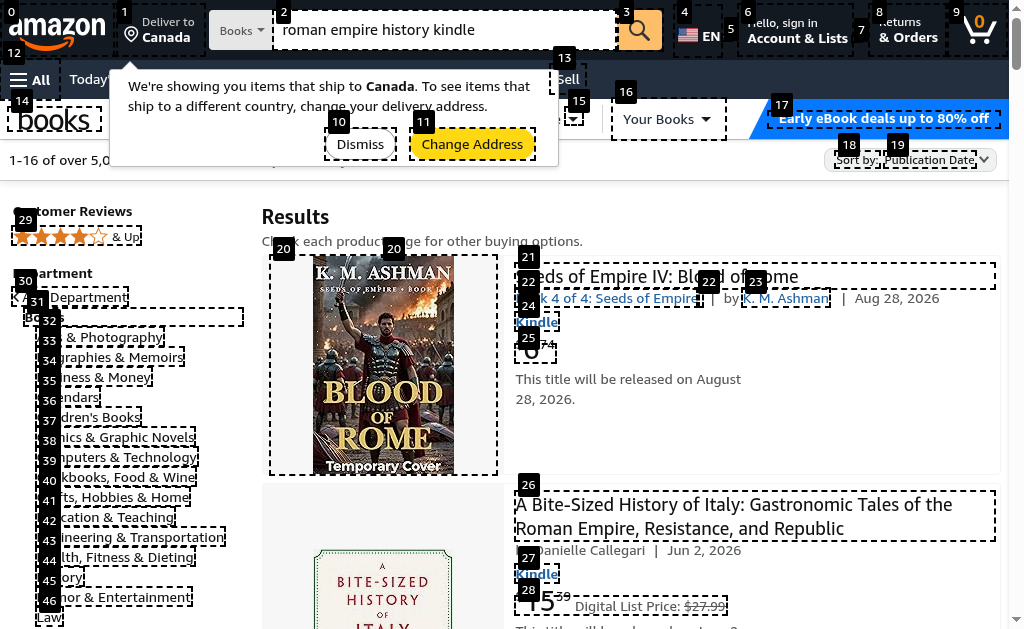 0
1
2
3
4
5
6
7
8
9
amazon
Deliver to
Canada
Books
roman empire history kindle
EN
Hello, sign in
Account & Lists
Returns
& Orders
0
12
All
Today'
13
Sell
We're showing you items that ship to Canada. To see items that
ship to a different country, change your delivery address.
10
Dismiss
11
Change Address
14
books
15
e
16
Your Books
17
Early eBook deals up to 80% off
1-16 of over 5,0
18
Sort by:
19
Publication Date
Customer Reviews
29
& Up
Department
30
Department
31
32
& Photography
33
34
graphies & Memoirs
35
iness & Money
36
endars
37
dren's Books
38
ics & Graphic Novels
39
puters & Technology
40
kbooks, Food & Wine
41
fts, Hobbies & Home
42
cation & Teaching
43
ineering & Transportation
44
lth, Fitness & Dieting
45
ory
46
or & Entertainment
Law
Results
Check each product page for other buying options.
20
20
K. M. ASHMAN
SEEDS OF EMPIRE • BOOK I
BLOOD
OF
ROME
Temporary Cover
21
Seeds of Empire IV: Blood of Rome
22
22
23
Book 4 of 4: Seeds of Empire | by K. M. Ashman | Aug 28, 2026
24
Kindle
25
6 74
This title will be released on August
28, 2026.
26
A Bite-Sized History of Italy: Gastronomic Tales of the
Roman Empire, Resistance, and Republic
by Danielle Callegari | Jun 2, 2026
27
Kindle
28
15 39 Digital List Price: $27.99
A
BITE-SIZED
HISTORY
OF
ITALY